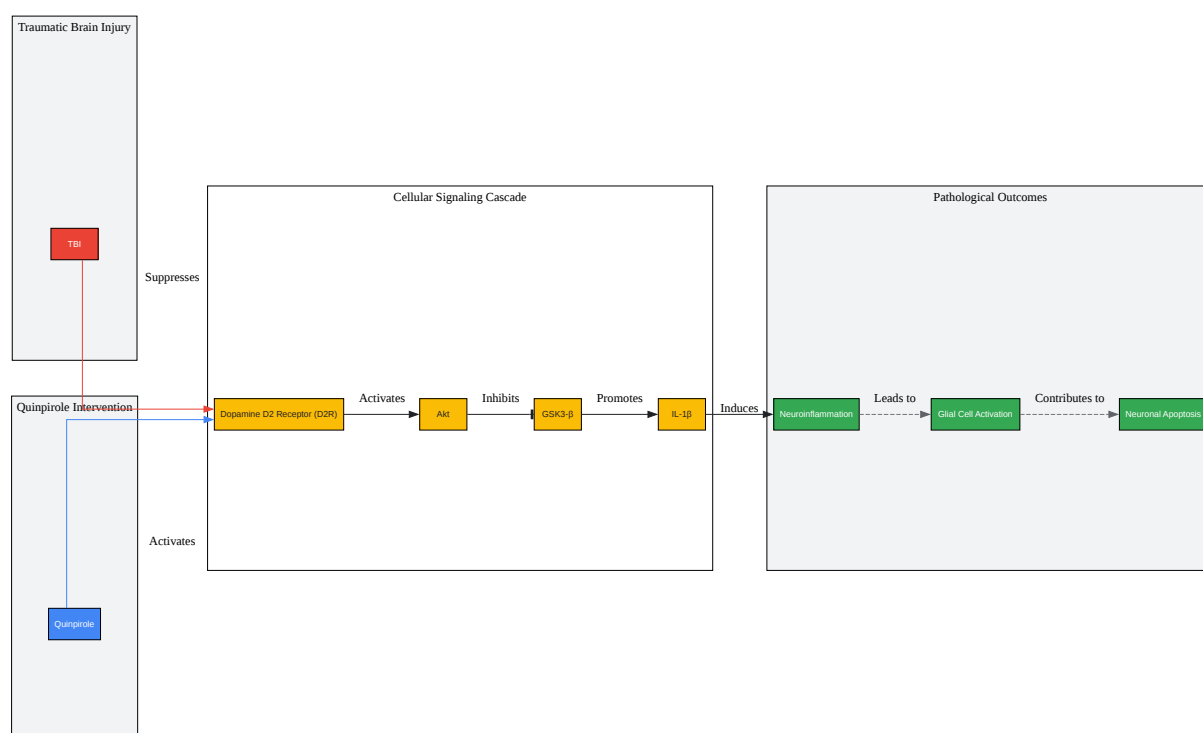 Traumatic Brain Injury
TBI
Suppresses
Quinpirole Intervention
Activates
Quinpirole
Cellular Signaling Cascade
Dopamine D2 Receptor (D2R)
Activates
Akt
Inhibits
GSK3-β
Promotes
IL-1β
Induces
Pathological Outcomes
Neuroinflammation
Leads to
Glial Cell Activation
Contributes to
Neuronal Apoptosis